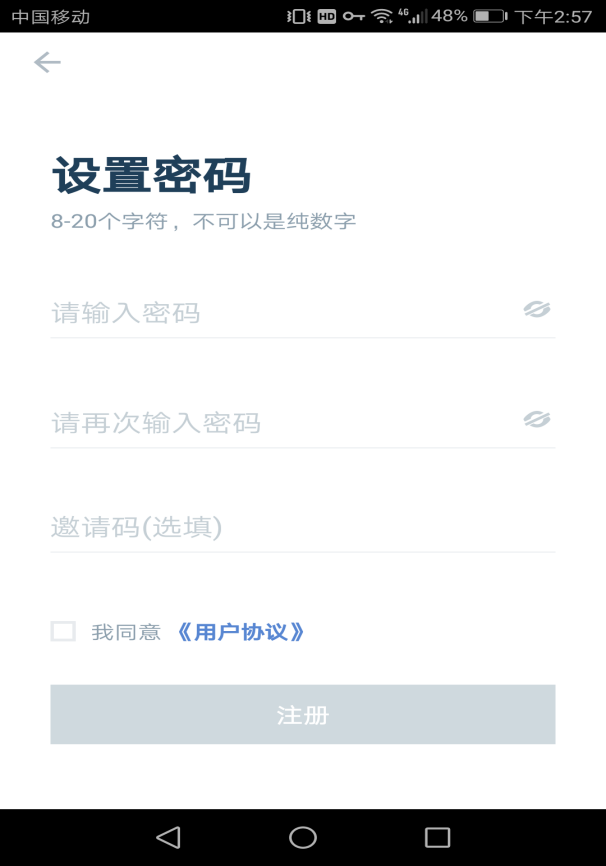 中国移动 HD 4G 48% 下午2:57
设置密码
8-20个字符，不可以是纯数字
请输入密码
请再次输入密码
邀请码(选填)
我同意 《用户协议》
注册